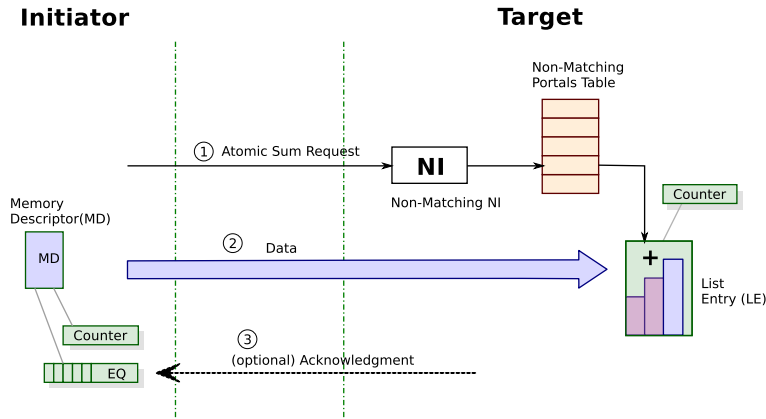 Initiator
Target
Non-Matching
Portals Table
1 Atomic Sum Request
NI
Non-Matching NI
Counter
Memory
Descriptor(MD)
MD
2 Data
+
List
Entry (LE)
Counter
3
(optional) Acknowledgment
EQ